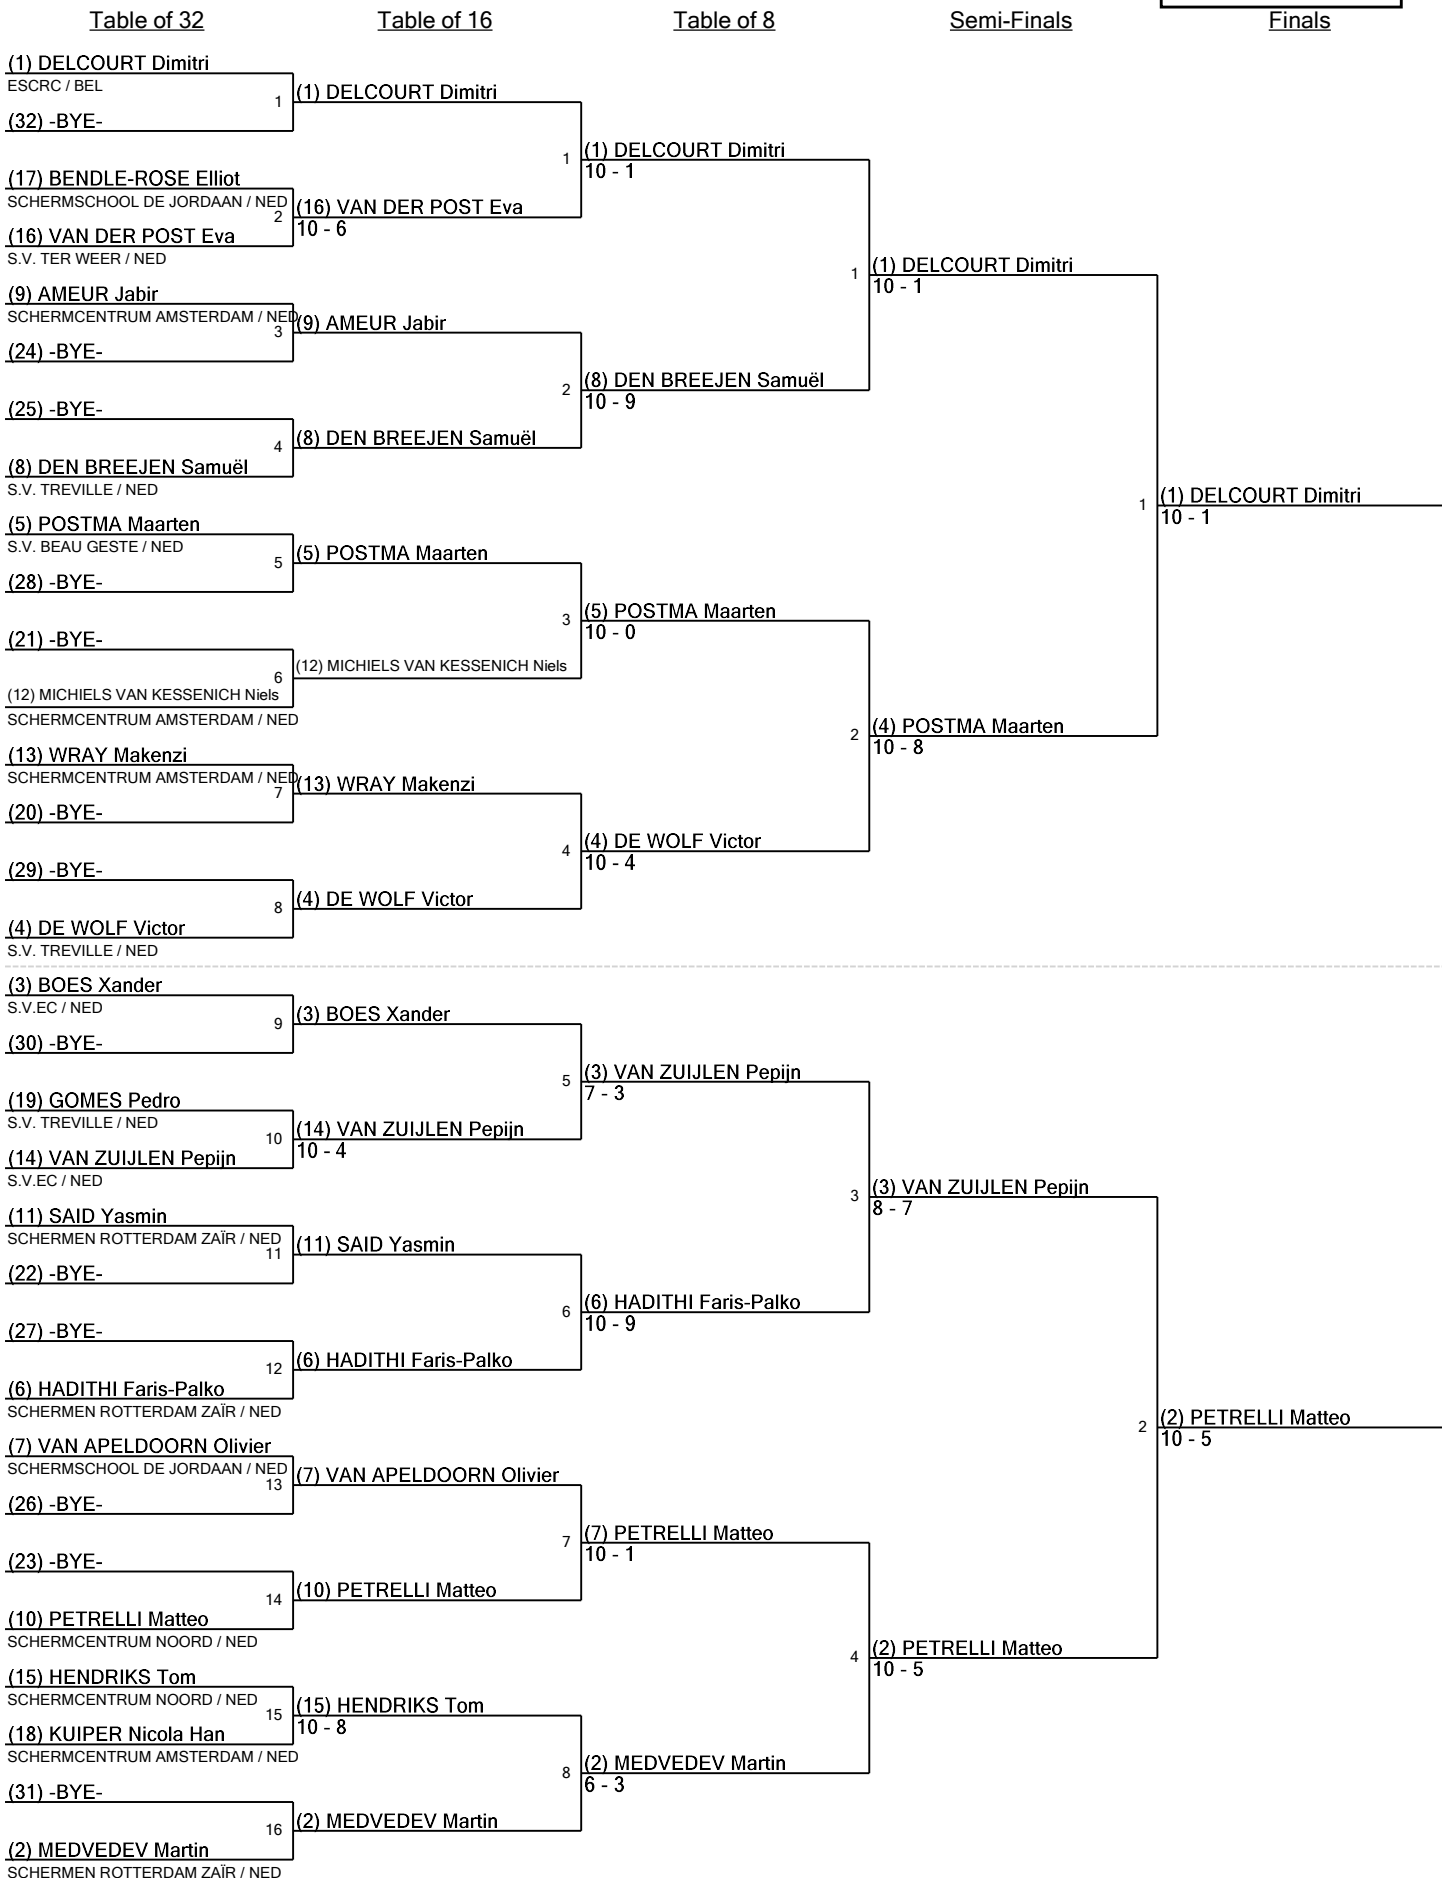 Table of 32
Table of 16
Table of 8
Semi-Finals
Finals
(1) DELCOURT Dimitri
ESCRC / BEL
1
(32) -BYE-
(17) BENDLE-ROSE Elliot
SCHERMSCHOOL DE JORDAAN / NED
2
(16) VAN DER POST Eva
S.V. TER WEER / NED
(9) AMEUR Jabir
SCHERMCENTRUM AMSTERDAM / NED
3
(24) -BYE-
(25) -BYE-
4
(8) DEN BREEJEN Samuël
S.V. TREVILLE / NED
(5) POSTMA Maarten
S.V. BEAU GESTE / NED
5
(28) -BYE-
(21) -BYE-
6
(12) MICHIELS VAN KESSENICH Niels
SCHERMCENTRUM AMSTERDAM / NED
(13) WRAY Makenzi
SCHERMCENTRUM AMSTERDAM / NED
7
(20) -BYE-
(29) -BYE-
8
(4) DE WOLF Victor
S.V. TREVILLE / NED
(3) BOES Xander
S.V.EC / NED
9
(30) -BYE-
(19) GOMES Pedro
S.V. TREVILLE / NED
10
(14) VAN ZUIJLEN Pepijn
S.V.EC / NED
(11) SAID Yasmin
SCHERMEN ROTTERDAM ZAÏR / NED
11
(22) -BYE-
(27) -BYE-
12
(6) HADITHI Faris-Palko
SCHERMEN ROTTERDAM ZAÏR / NED
(7) VAN APELDOORN Olivier
SCHERMSCHOOL DE JORDAAN / NED
13
(26) -BYE-
(23) -BYE-
14
(10) PETRELLI Matteo
SCHERMCENTRUM NOORD / NED
(15) HENDRIKS Tom
SCHERMCENTRUM NOORD / NED
15
(18) KUIPER Nicola Han
SCHERMCENTRUM AMSTERDAM / NED
(31) -BYE-
16
(2) MEDVEDEV Martin
SCHERMEN ROTTERDAM ZAÏR / NED
(1) DELCOURT Dimitri
1
(16) VAN DER POST Eva
10 - 6
(9) AMEUR Jabir
2
(8) DEN BREEJEN Samuël
(5) POSTMA Maarten
3
(12) MICHIELS VAN KESSENICH Niels
(13) WRAY Makenzi
4
(4) DE WOLF Victor
(3) BOES Xander
5
(14) VAN ZUIJLEN Pepijn
10 - 4
(11) SAID Yasmin
6
(6) HADITHI Faris-Palko
(7) VAN APELDOORN Olivier
7
(10) PETRELLI Matteo
(15) HENDRIKS Tom
10 - 8
8
(2) MEDVEDEV Martin
(1) DELCOURT Dimitri
10 - 1
1
(8) DEN BREEJEN Samuël
10 - 9
(5) POSTMA Maarten
10 - 0
2
(4) DE WOLF Victor
10 - 4
(3) VAN ZUIJLEN Pepijn
7 - 3
3
(6) HADITHI Faris-Palko
10 - 9
(7) PETRELLI Matteo
10 - 1
4
(2) MEDVEDEV Martin
6 - 3
(1) DELCOURT Dimitri
10 - 1
1
(4) POSTMA Maarten
10 - 8
(3) VAN ZUIJLEN Pepijn
8 - 7
2
(2) PETRELLI Matteo
10 - 5
(1) DELCOURT Dimitri
10 - 1
(2) PETRELLI Matteo
10 - 5